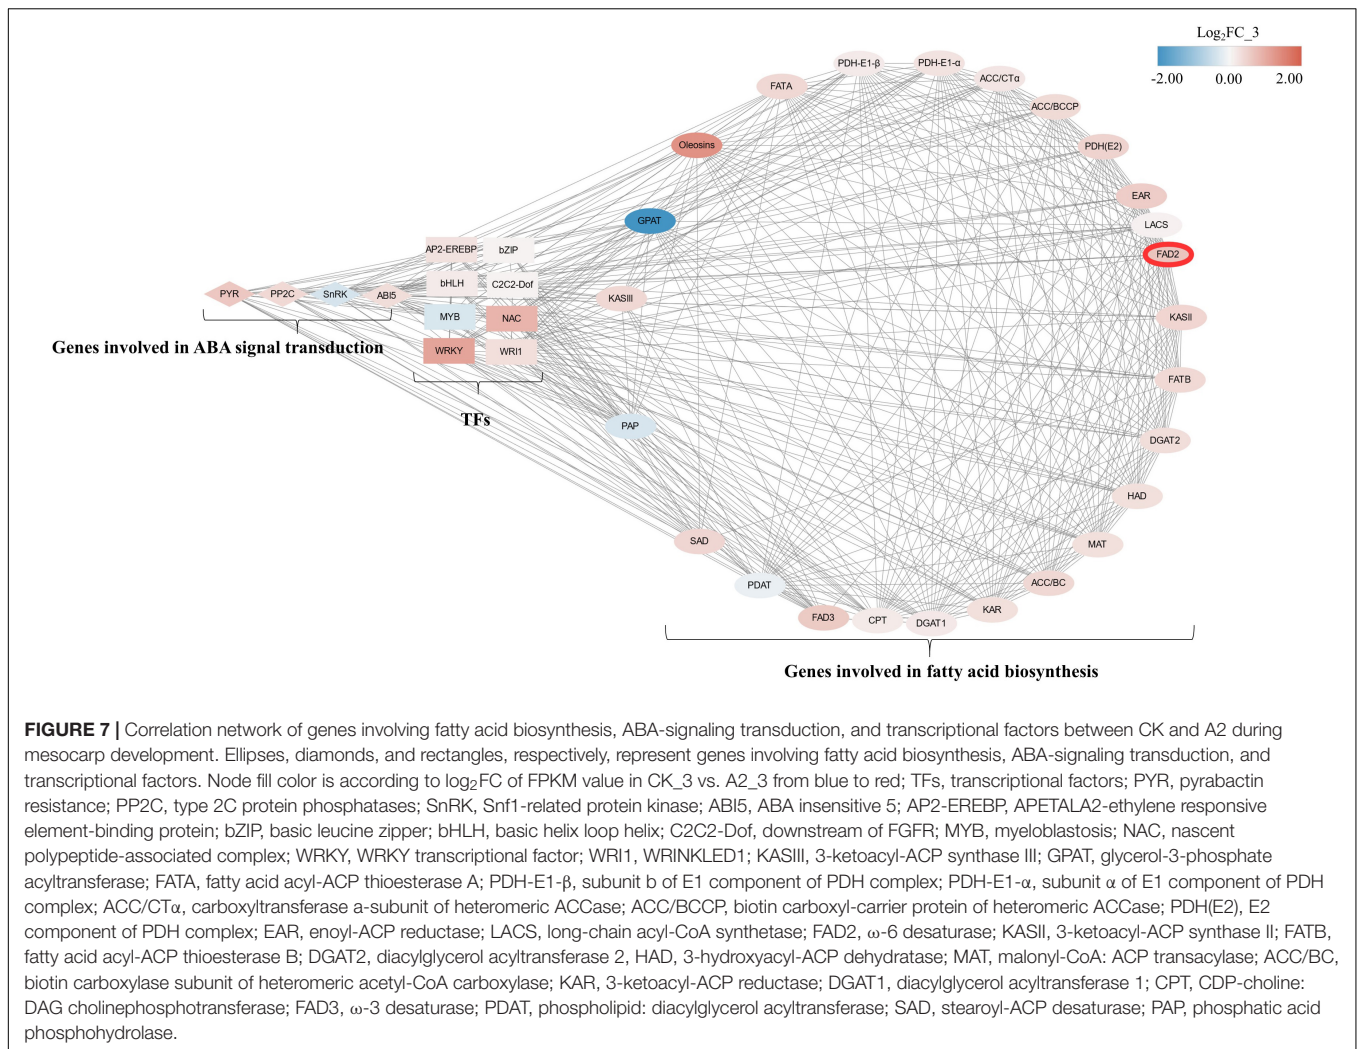 Log₂FC_3
-2.00 0.00 2.00
PDH-E1-β
PDH-E1-α
ACC/CTα
FATA
ACC/BCCP
Oleosins
PDH(E2)
EAR
GPAT
LACS
FAD2
AP2-EREBP
bZIP
bHLH
C2C2-Dof
PYR
PP2C
SnRK
ABI5
KASIII
MYB
NAC
KASII
WRKY
WRI1
Genes involved in ABA signal transduction
FATB
TFs
PAP
DGAT2
HAD
SAD
MAT
PDAT
ACC/BC
FAD3
CPT
DGAT1
KAR
Genes involved in fatty acid biosynthesis
FIGURE 7 | Correlation network of genes involving fatty acid biosynthesis, ABA-signaling transduction, and transcriptional factors between CK and A2 during
mesocarp development. Ellipses, diamonds, and rectangles, respectively, represent genes involving fatty acid biosynthesis, ABA-signaling transduction, and
transcriptional factors. Node fill color is according to log₂FC of FPKM value in CK_3 vs. A2_3 from blue to red; TFs, transcriptional factors; PYR, pyrabactin
resistance; PP2C, type 2C protein phosphatases; SnRK, Snf1-related protein kinase; ABI5, ABA insensitive 5; AP2-EREBP, APETALA2-ethylene responsive
element-binding protein; bZIP, basic leucine zipper; bHLH, basic helix loop helix; C2C2-Dof, downstream of FGFR; MYB, myeloblastosis; NAC, nascent
polypeptide-associated complex; WRKY, WRKY transcriptional factor; WRI1, WRINKLED1; KASIII, 3-ketoacyl-ACP synthase III; GPAT, glycerol-3-phosphate
acyltransferase; FATA, fatty acid acyl-ACP thioesterase A; PDH-E1-β, subunit b of E1 component of PDH complex; PDH-E1-α, subunit α of E1 component of PDH
complex; ACC/CTα, carboxyltransferase a-subunit of heteromeric ACCase; ACC/BCCP, biotin carboxyl-carrier protein of heteromeric ACCase; PDH(E2), E2
component of PDH complex; EAR, enoyl-ACP reductase; LACS, long-chain acyl-CoA synthetase; FAD2, ω-6 desaturase; KASII, 3-ketoacyl-ACP synthase II; FATB,
fatty acid acyl-ACP thioesterase B; DGAT2, diacylglycerol acyltransferase 2, HAD, 3-hydroxyacyl-ACP dehydratase; MAT, malonyl-CoA: ACP transacylase; ACC/BC,
biotin carboxylase subunit of heteromeric acetyl-CoA carboxylase; KAR, 3-ketoacyl-ACP reductase; DGAT1, diacylglycerol acyltransferase 1; CPT, CDP-choline:
DAG cholinephosphotransferase; FAD3, ω-3 desaturase; PDAT, phospholipid: diacylglycerol acyltransferase; SAD, stearoyl-ACP desaturase; PAP, phosphatic acid
phosphohydrolase.